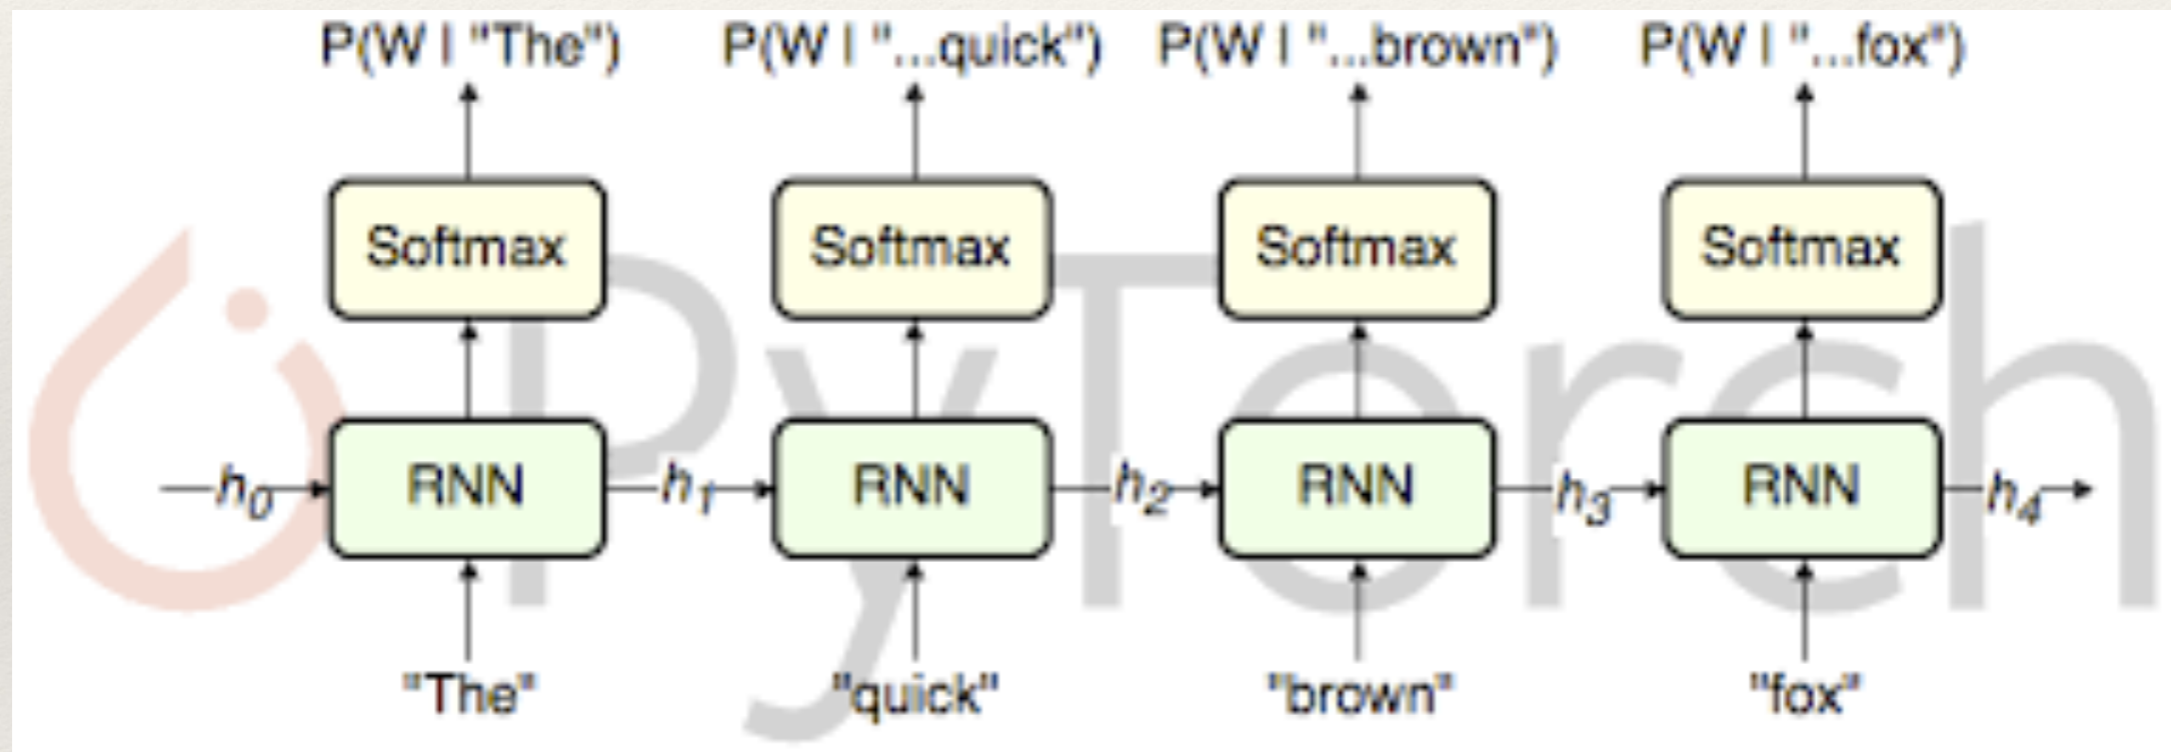 P(W | "The") P(W | "...quick") P(W | "...brown") P(W | "...fox")
Softmax Softmax Softmax Softmax
PyTorch
h0 RNN h1 RNN h2 RNN h3 RNN h4
"The" "quick" "brown" "fox"